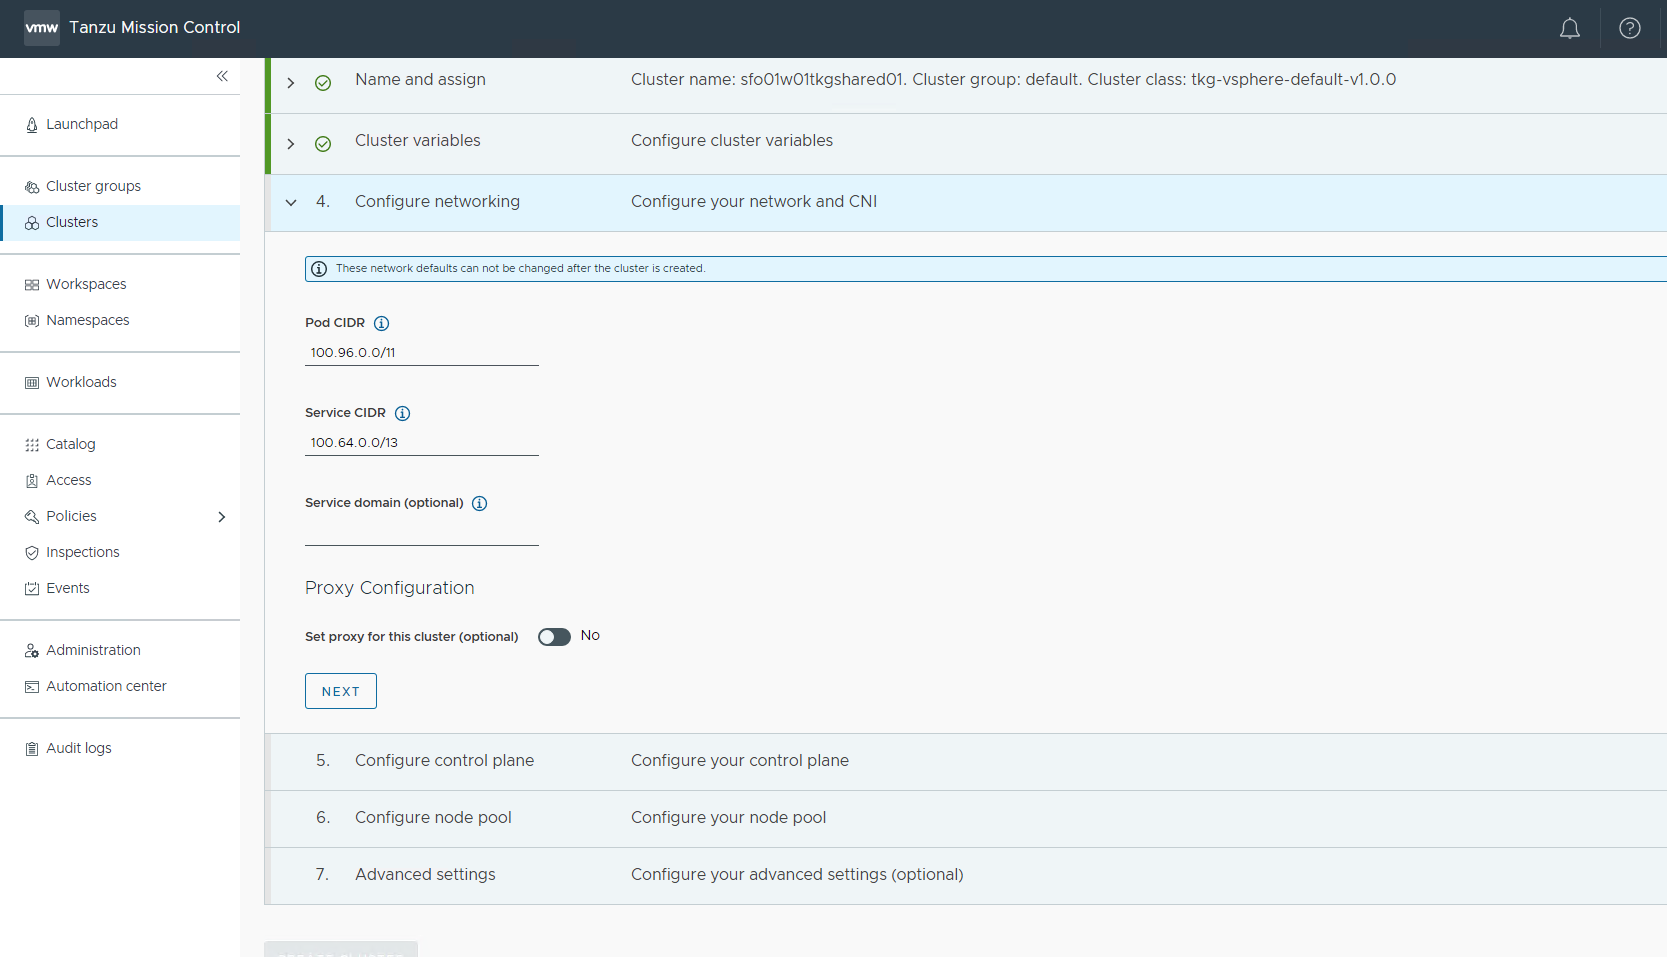 vmw Tanzu Mission Control
Launchpad
Cluster groups
Clusters
Workspaces
Namespaces
Workloads
Catalog
Access
Policies
Inspections
Events
Administration
Automation center
Audit logs
Name and assign Cluster name: sfo01w01tkgshared01. Cluster group: default. Cluster class: tkg-vsphere-default-v1.0.0
Cluster variables Configure cluster variables
4. Configure networking Configure your network and CNI
These network defaults can not be changed after the cluster is created.
Pod CIDR
100.96.0.0/11
Service CIDR
100.64.0.0/13
Service domain (optional)
Proxy Configuration
Set proxy for this cluster (optional) No
NEXT
5. Configure control plane Configure your control plane
6. Configure node pool Configure your node pool
7. Advanced settings Configure your advanced settings (optional)